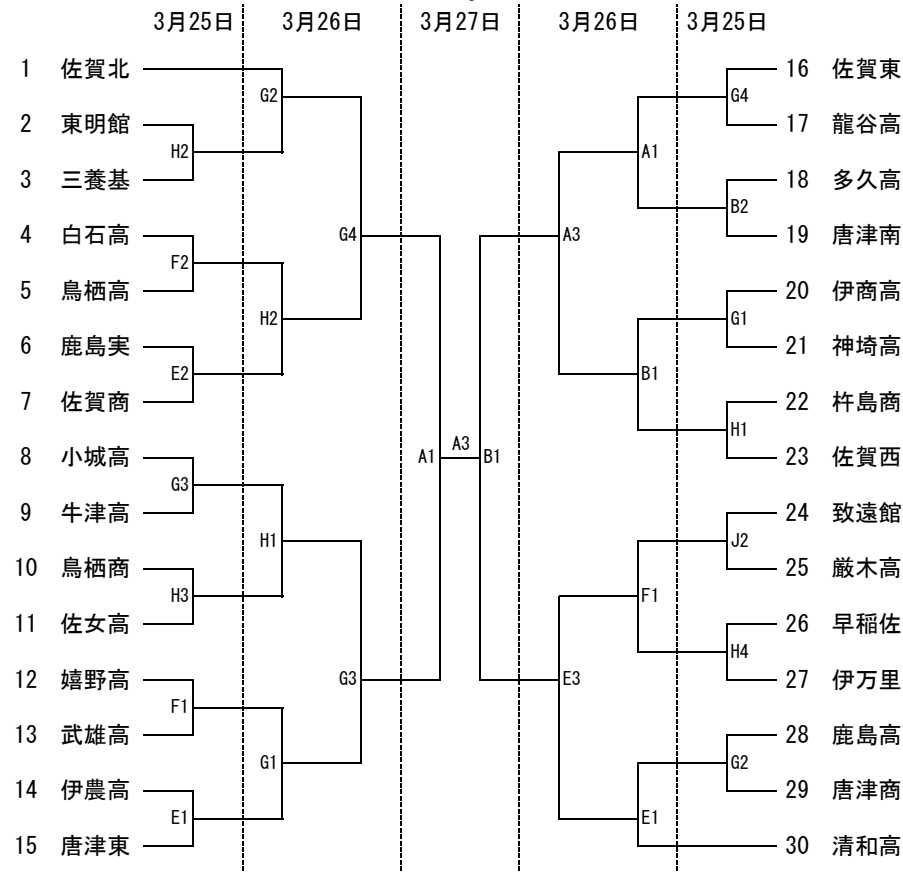 3月25日 3月26日 3月27日 3月26日 3月25日
1 佐賀北 16 佐賀東
G2 G4
2 東明館 17 龍谷高
H2 A1
3 三養基 18 多久高
B2
4 白石高 G4 A3 19 唐津南
F2
5 鳥栖高 20 伊商高
H2 G1
6 鹿島実 21 神埼高
E2 B1
7 佐賀商 22 杵島商
H1
8 小城高 A1 A3 B1 23 佐賀西
G3
9 牛津高 24 致遠館
H1 J2
10 鳥栖商 25 厳木高
H3 F1
11 佐女高 26 早稲佐
H4
12 嬉野高 G3 E3 27 伊万里
F1
13 武雄高 28 鹿島高
G1 G2
14 伊農高 29 唐津商
E1 E1
15 唐津東 30 清和高